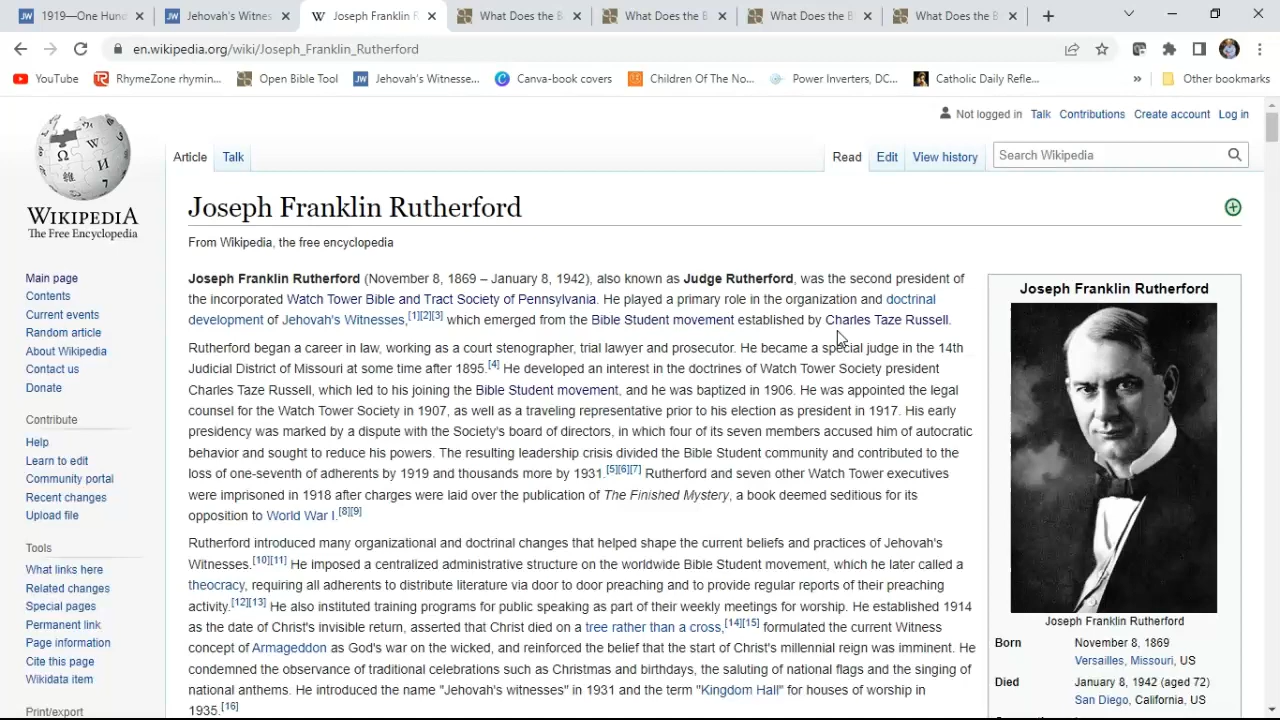 1919—One Hun
Jehovah's Witnes
Joseph Franklin R
What Does the B
What Does the B
What Does the B
What Does the B
en.wikipedia.org/wiki/Joseph_Franklin_Rutherford
YouTube
RhymeZone rhymin...
Open Bible Tool
Jehovah's Witnesse...
Canva-book covers
Children Of The No...
Power Inverters, DC...
Catholic Daily Refle...
»
Other bookmarks
Not logged in Talk Contributions Create account Log in
Article Talk
Read Edit View history
Search Wikipedia
WIKIPEDIA
The Free Encyclopedia
Main page
Contents
Current events
Random article
About Wikipedia
Contact us
Donate
Contribute
Help
Learn to edit
Community portal
Recent changes
Upload file
Tools
What links here
Related changes
Special pages
Permanent link
Page information
Cite this page
Wikidata item
Print/export
Joseph Franklin Rutherford
From Wikipedia, the free encyclopedia
Joseph Franklin Rutherford (November 8, 1869 – January 8, 1942), also known as Judge Rutherford, was the second president of
the incorporated Watch Tower Bible and Tract Society of Pennsylvania. He played a primary role in the organization and doctrinal
development of Jehovah's Witnesses,[1][2][3] which emerged from the Bible Student movement established by Charles Taze Russell.
Rutherford began a career in law, working as a court stenographer, trial lawyer and prosecutor. He became a special judge in the 14th
Judicial District of Missouri at some time after 1895.[4] He developed an interest in the doctrines of Watch Tower Society president
Charles Taze Russell, which led to his joining the Bible Student movement, and he was baptized in 1906. He was appointed the legal
counsel for the Watch Tower Society in 1907, as well as a traveling representative prior to his election as president in 1917. His early
presidency was marked by a dispute with the Society's board of directors, in which four of its seven members accused him of autocratic
behavior and sought to reduce his powers. The resulting leadership crisis divided the Bible Student community and contributed to the
loss of one-seventh of adherents by 1919 and thousands more by 1931.[5][6][7] Rutherford and seven other Watch Tower executives
were imprisoned in 1918 after charges were laid over the publication of The Finished Mystery, a book deemed seditious for its
opposition to World War I.[8][9]
Rutherford introduced many organizational and doctrinal changes that helped shape the current beliefs and practices of Jehovah's
Witnesses.[10][11] He imposed a centralized administrative structure on the worldwide Bible Student movement, which he later called a
theocracy, requiring all adherents to distribute literature via door to door preaching and to provide regular reports of their preaching
activity.[12][13] He also instituted training programs for public speaking as part of their weekly meetings for worship. He established 1914
as the date of Christ's invisible return, asserted that Christ died on a tree rather than a cross,[14][15] formulated the current Witness
concept of Armageddon as God's war on the wicked, and reinforced the belief that the start of Christ's millennial reign was imminent. He
condemned the observance of traditional celebrations such as Christmas and birthdays, the saluting of national flags and the singing of
national anthems. He introduced the name "Jehovah's witnesses" in 1931 and the term "Kingdom Hall" for houses of worship in
1935.[16]
Joseph Franklin Rutherford
Joseph Franklin Rutherford
Born November 8, 1869
Versailles, Missouri, US
Died January 8, 1942 (aged 72)
San Diego, California, US